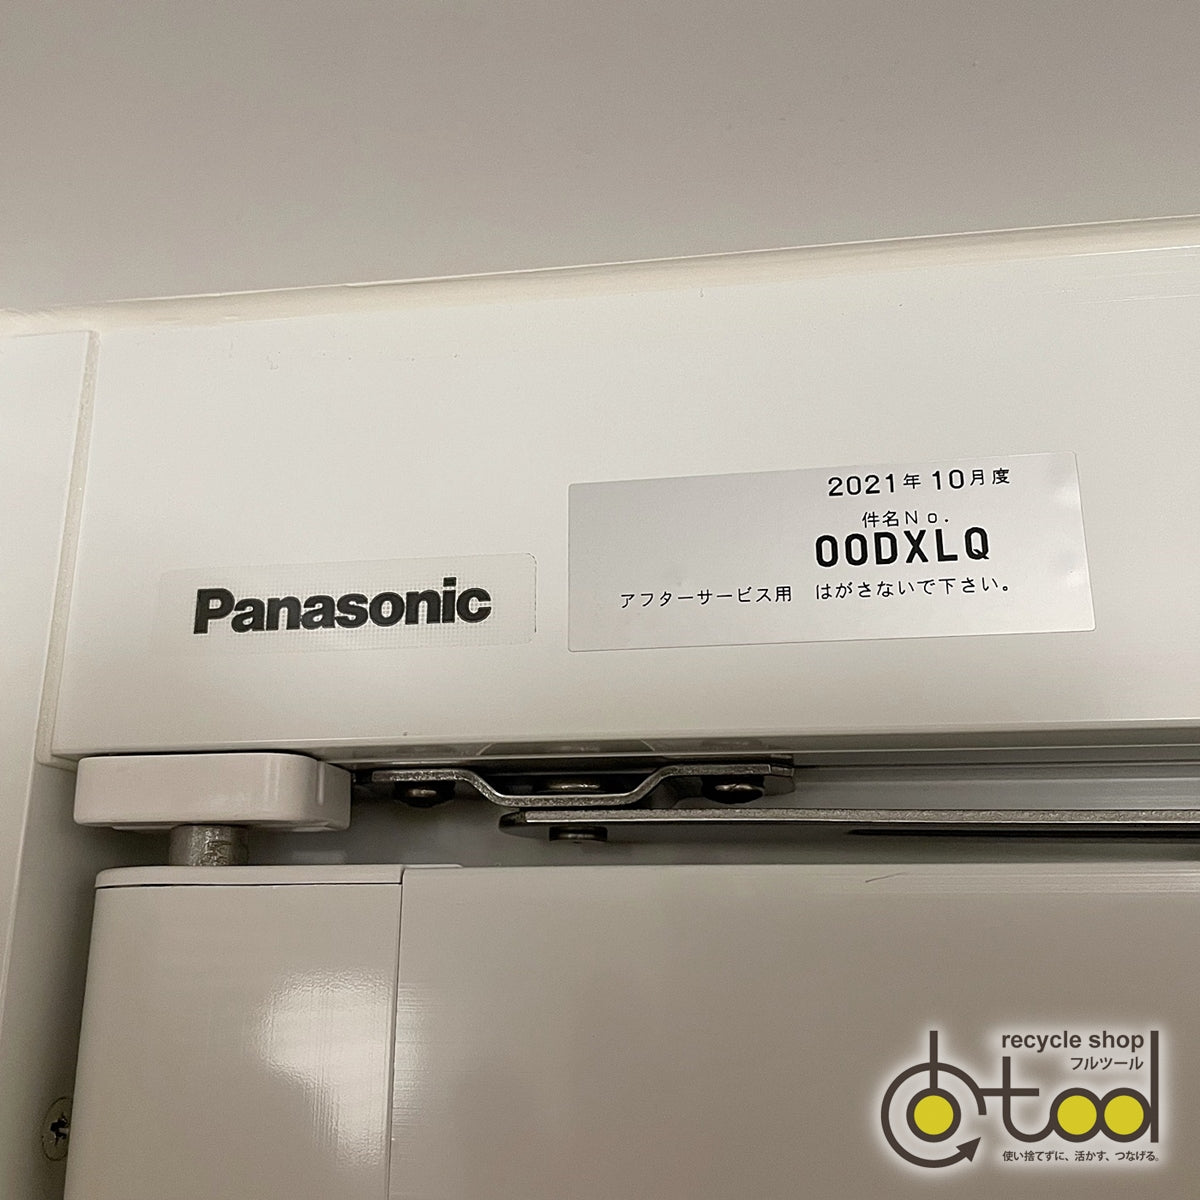 Panasonic
2021年10月度
件名No.
00DXLQ
アフターサービス用 はがさないで下さい。
recycle shop
フルツール
tool
使い捨てずに、活かす、つなげる。